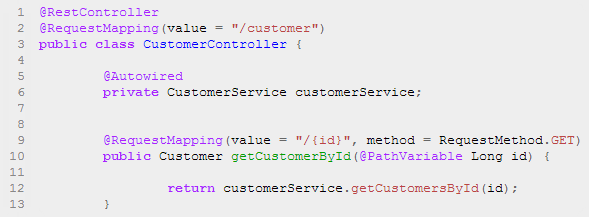 1 @RestController
2 @RequestMapping(value = "/customer")
3 public class CustomerController {
4
5 @Autowired
6 private CustomerService customerService;
7
8
9 @RequestMapping(value = "/{id}", method = RequestMethod.GET)
10 public Customer getCustomerById(@PathVariable Long id) {
11
12 return customerService.getCustomersById(id);
13 }